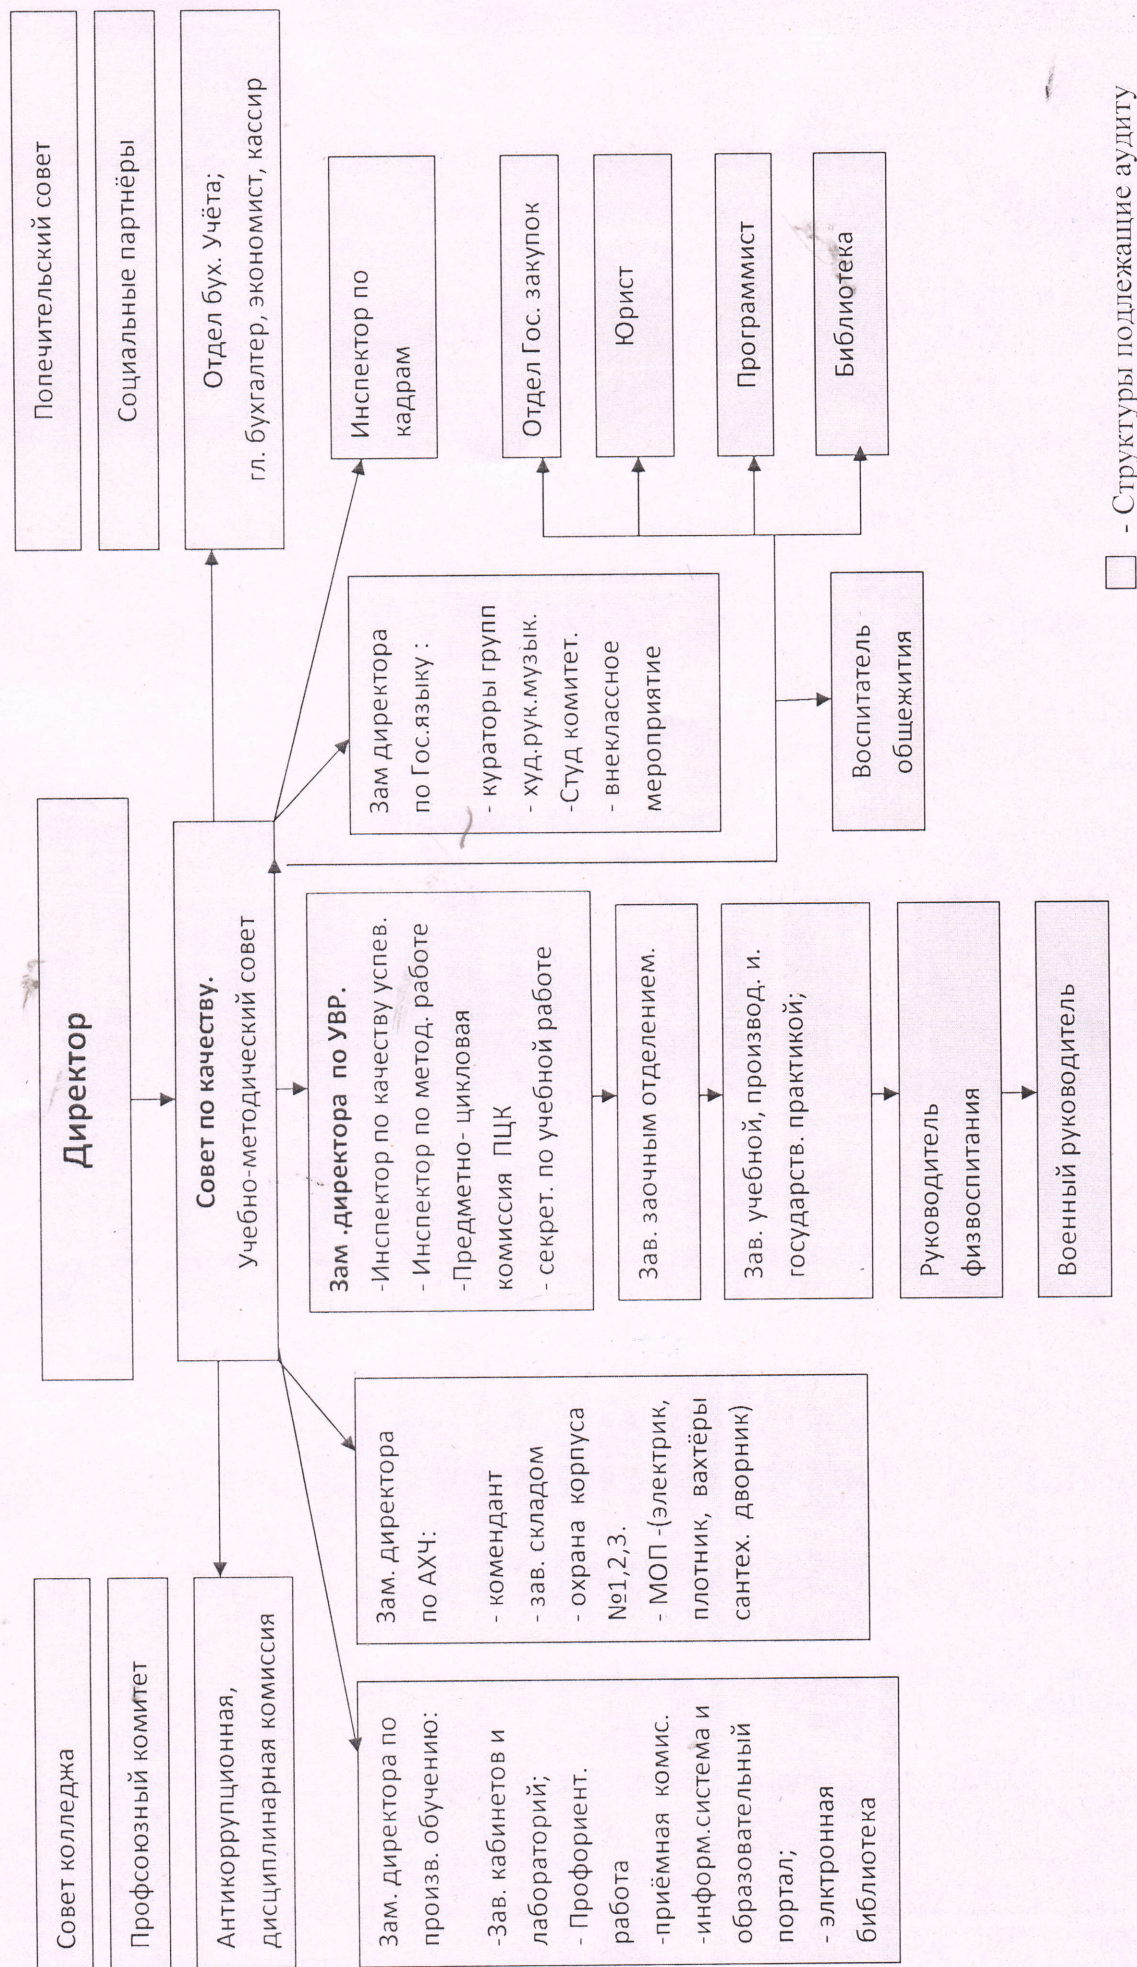 Директор
Совет колледжа
Профсоюзный комитет
Антикоррупционная,
дисциплинарная комиссия
Совет по качеству.
Учебно-методический совет
Попечительский совет
Социальные партнёры
Отдел бух. Учёта;
гл. бухгалтер, экономист, кассир
Зам. директора по
произв. обучению:
-Зав. кабинетов и
лабораторий;
- Профориент.
работа
-приёмная комис.
-информ.система и
образовательный
портал;
- элктронная
библиотека
Зам. директора
по АХЧ:
- комендант
- зав. складом
- охрана корпуса
№1,2,3.
- МОП -(электрик,
плотник, вахтёры
сантех. дворник)
Зам .директора по УВР.
-Инспектор по качеству успев.
- Инспектор по метод. работе
-Предметно- цикловая
комиссия ПЦК
- секрет. по учебной работе
Зав. заочным отделением.
Зав. учебной, производ. и.
государств. практикой;
Руководитель
физвоспитания
Военный руководитель
Зам директора
по Гос.языку :
- кураторы групп
- худ.рук.музык.
-Студ комитет.
- внеклассное
мероприятие
Воспитатель
общежития
Инспектор по
кадрам
Отдел Гос. закупок
Юрист
Программист
Библиотека
- Структуры подлежащие аудиту